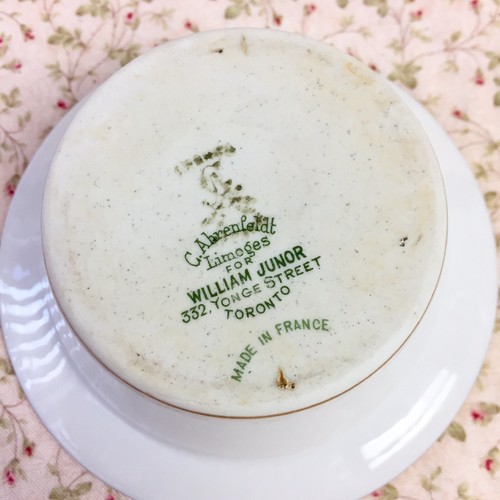 C. Ahrenfeldt
Limoges
FOR
WILLIAM JUNOR
332, YONGE STREET
TORONTO
MADE IN FRANCE